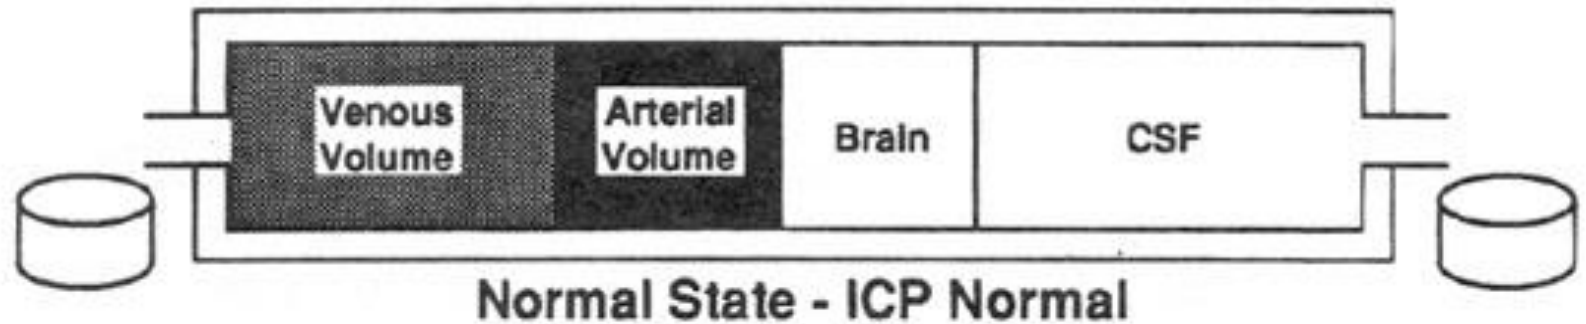 Venous
Volume
Arterial
Volume
Brain
CSF
Normal State - ICP Normal